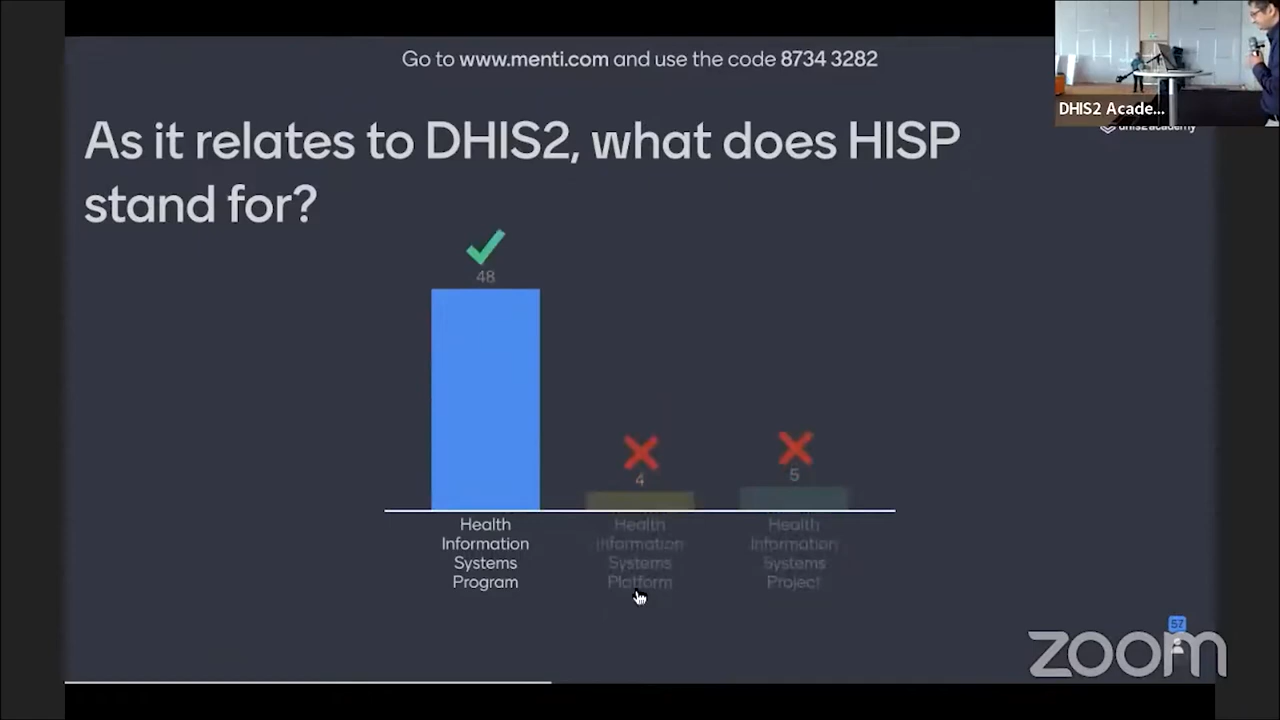 Go to www.menti.com and use the code 8734 3282
DHIS2 Acade...
dhis2academy
As it relates to DHIS2, what does HISP
stand for?
48
4
5
Health
Information
Systems
Program
Health
Information
Systems
Platform
Health
Information
Systems
Project
57
zoom